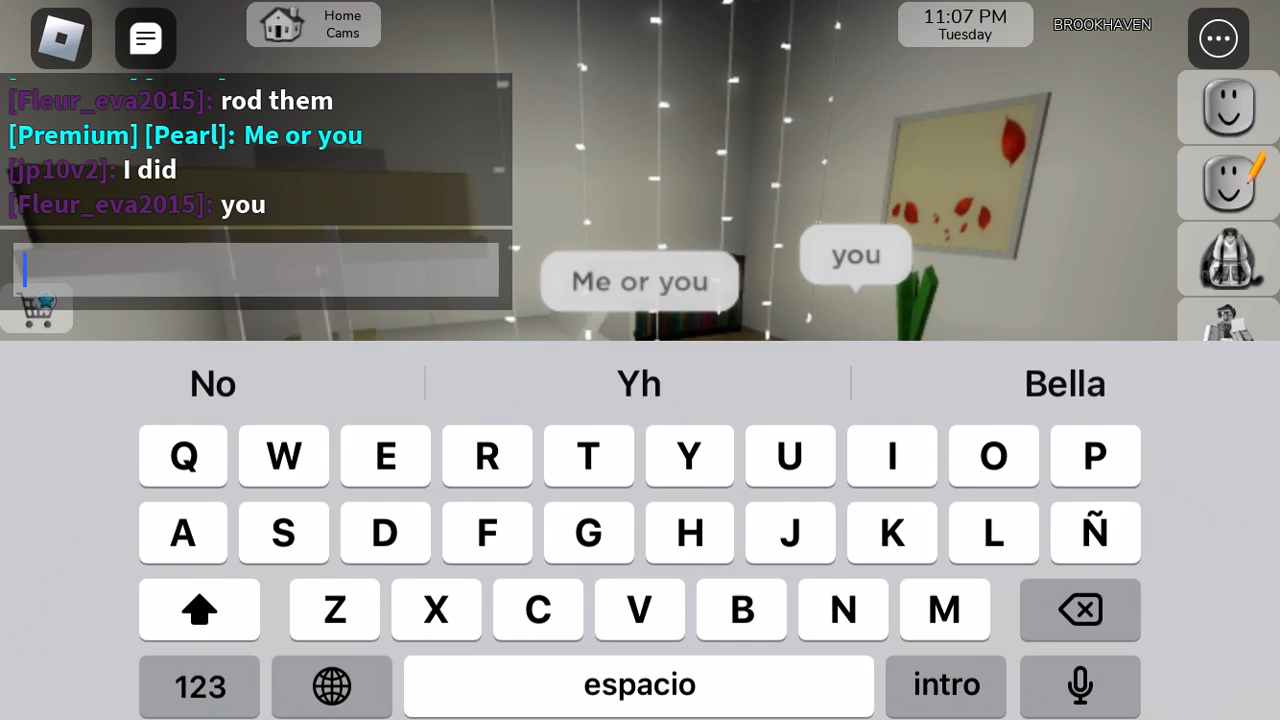 Home
Cams
11:07 PM
Tuesday
BROOKHAVEN
[Fleur_eva2015]: rod them
[Premium] [Pearl]: Me or you
[jp10v2]: I did
[Fleur_eva2015]: you
Me or you
you
No Yh Bella
Q W E R T Y U I O P
A S D F G H J K L Ñ
Z X C V B N M
123 espacio intro